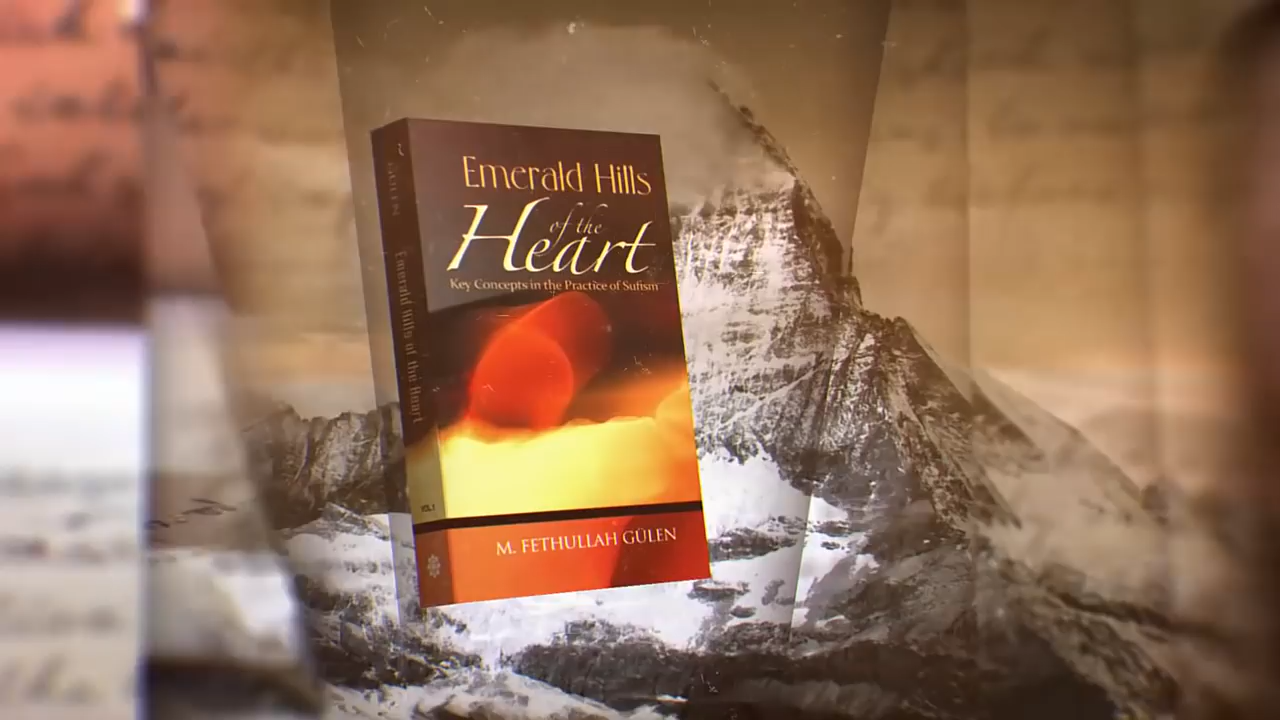 Emerald Hills
of the
Heart
Key Concepts in the Practice of Sufism
M. FETHULLAH GÜLEN
GÜLEN
Emerald Hills of the Heart
VOL.1